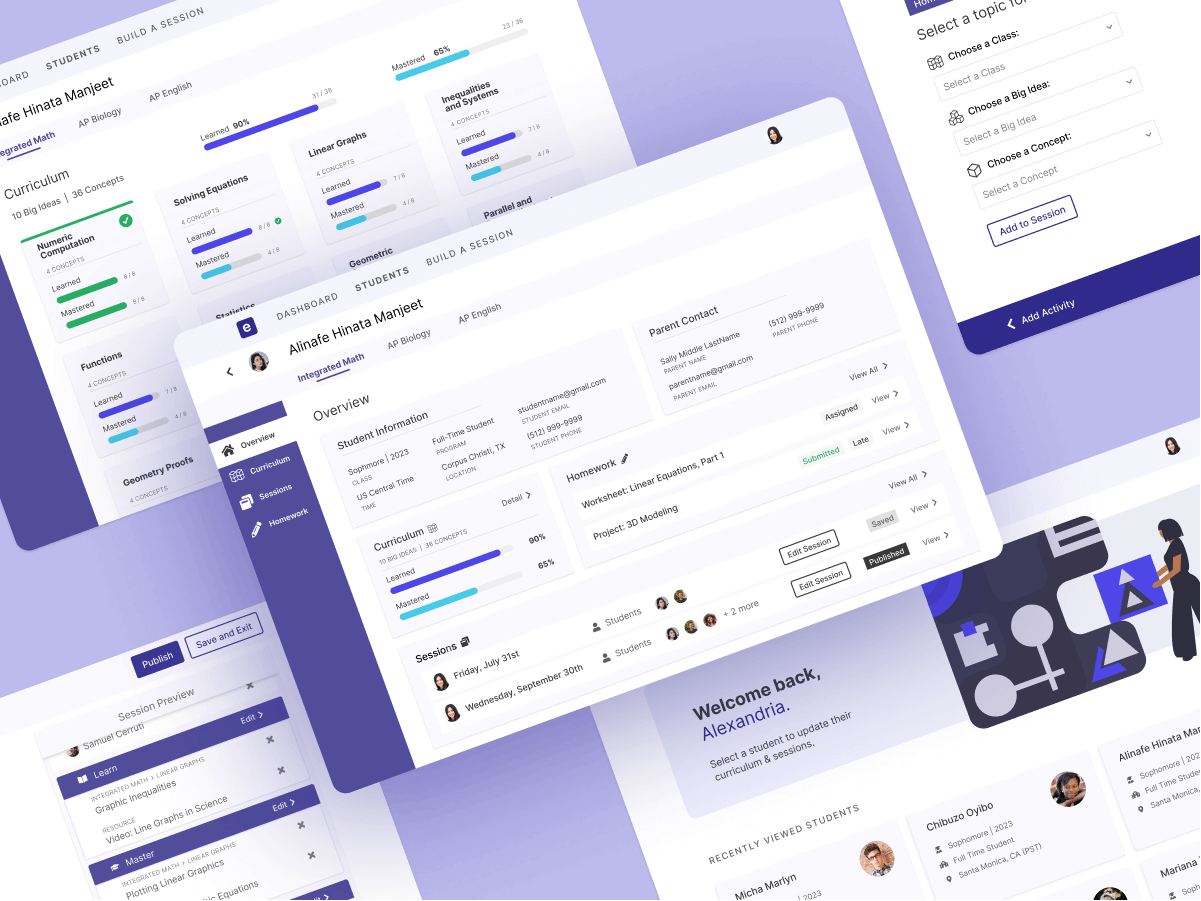 STUDENTS
BUILD A SESSION
Hinata Manjeet
Integrated Math
AP Biology
AP English
Curriculum
10 Big Ideas | 36 Concepts
Learned 90%
31 / 36
Mastered 65%
23 / 36
Numeric
Computation
4 CONCEPTS
Learned
8 / 8
Mastered
8 / 8
Solving Equations
4 CONCEPTS
Learned
8 / 8
Mastered
4 / 8
Linear Graphs
4 CONCEPTS
Learned
7 / 8
Mastered
4 / 8
Inequalities
and Systems
4 CONCEPTS
Learned
7 / 8
Mastered
4 / 8
Functions
4 CONCEPTS
Learned
7 / 8
Mastered
4 / 8
Statistics
Geometric
Parallel and
Geometry Proofs
4 CONCEPTS
Select a topic
Choose a Class:
Select a Class
Choose a Big Idea:
Select a Big Idea
Choose a Concept:
Select a Concept
Add to Session
Add Activity
e
DASHBOARD
STUDENTS
BUILD A SESSION
Alinafe Hinata Manjeet
Integrated Math
AP Biology
AP English
Overview
Curriculum
Sessions
Homework
Overview
Student Information
Sophmore | 2023
CLASS
US Central Time
TIME
Full-Time Student
PROGRAM
Corpus Christi, TX
LOCATION
studentname@gmail.com
STUDENT EMAIL
(512) 999-9999
STUDENT PHONE
Parent Contact
Sally Middle LastName
PARENT NAME
parentname@gmail.com
PARENT EMAIL
(512) 999-9999
PARENT PHONE
Curriculum
Detail
10 BIG IDEAS | 36 CONCEPTS
Learned
90%
Mastered
65%
Homework
View All
Worksheet: Linear Equations, Part 1
Assigned
View
Project: 3D Modeling
Submitted
Late
View
Sessions
View All
Friday, July 31st
Students
Edit Session
Saved
View
Wednesday, September 30th
Students
+ 2 more
Edit Session
Published
View
Publish
Save and Exit
Session Preview
Samuel Cerruti
Learn
Edit
INTEGRATED MATH > LINEAR GRAPHS
Graphic Inequalities
RESOURCE
Video: Line Graphs in Science
Master
Edit
INTEGRATED MATH > LINEAR GRAPHS
Plotting Linear Graphics
Equations
Welcome back,
Alexandria.
Select a student to update their
curriculum & sessions.
RECENTLY VIEWED STUDENTS
Micha Marlyn
2023
Chibuzo Oyibo
Sophomore | 2023
Full Time Student
Santa Monica, CA (PST)
Alinafe Hinata
Sophomore | 202
Full Time Student
Santa Monica,
Mariana